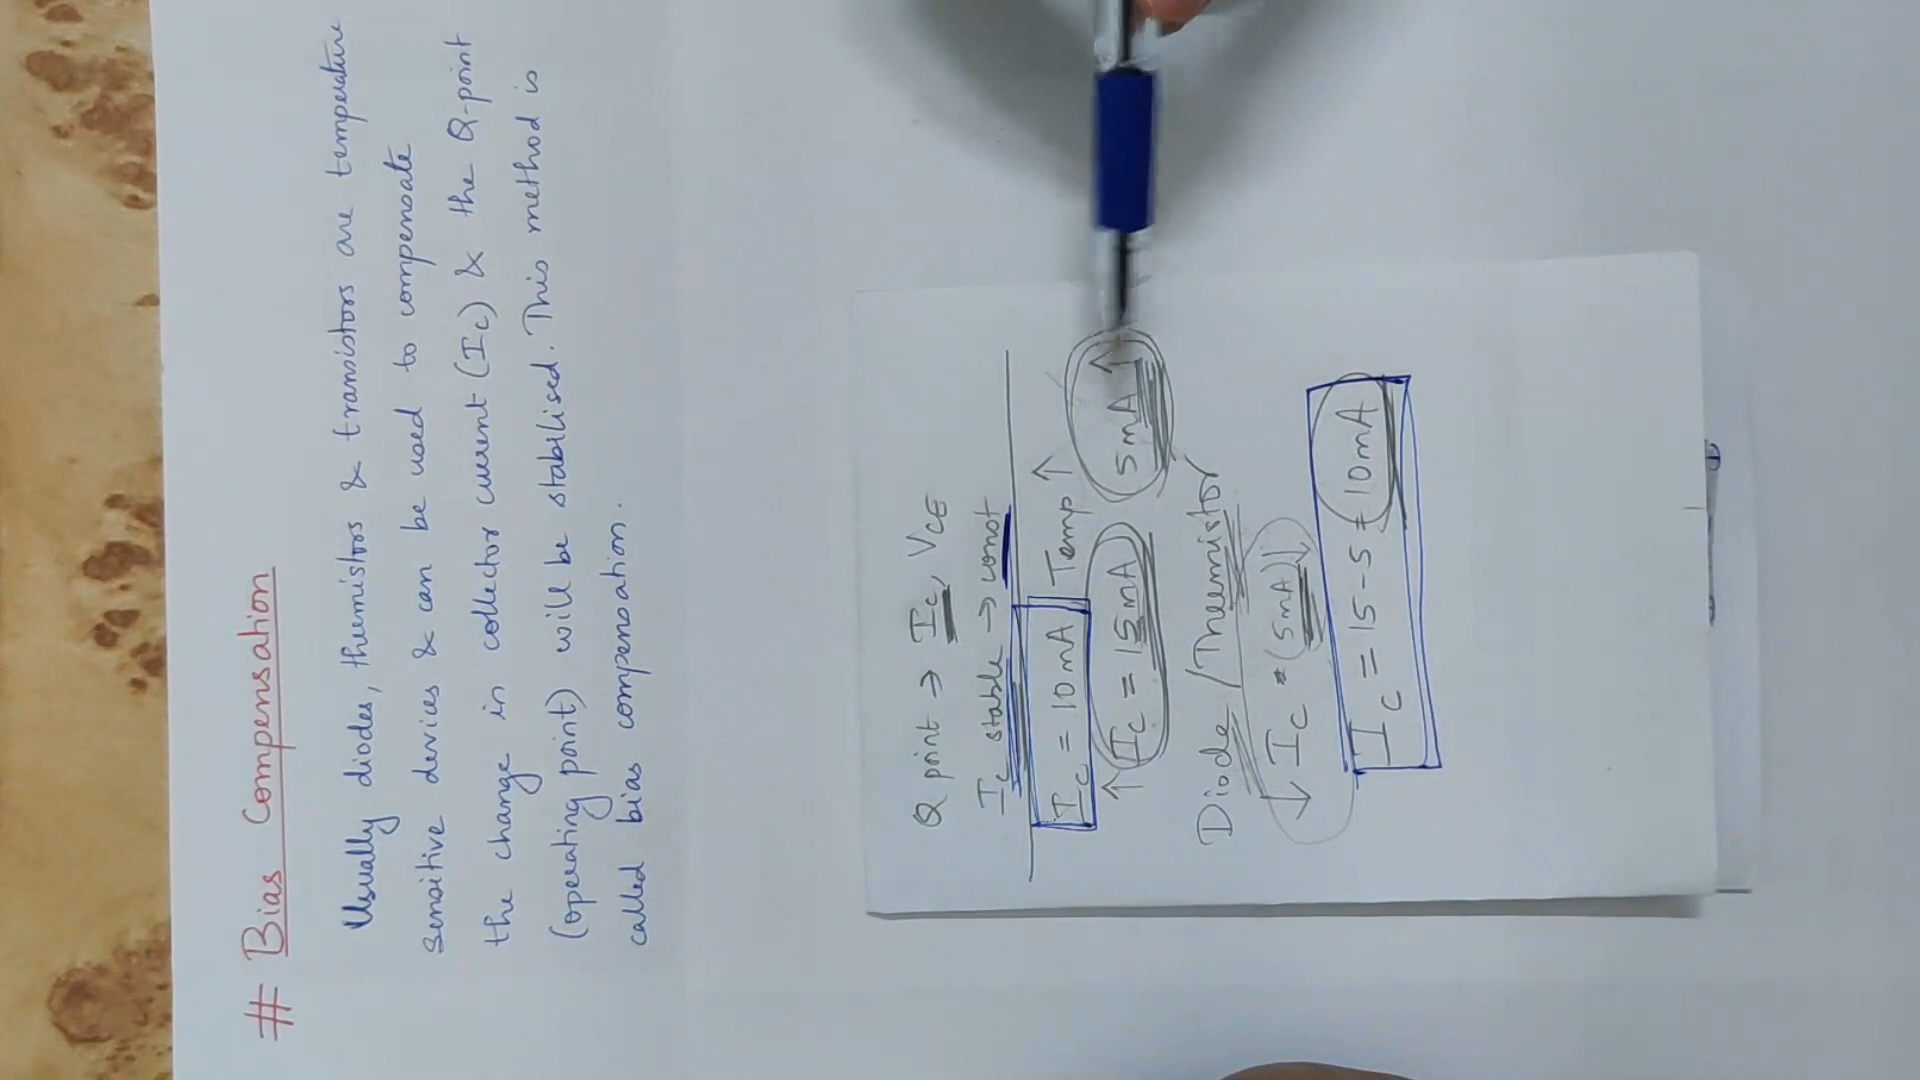 # Bias Compensation
Usually diodes, thermistors & transistors are temperature
sensitive devices & can be used to compensate
the change in collector current (Ic) & the Q-point
(operating point) will be stabilised. This method is
called bias compensation.
Q point → Ic, VCE
Ic stable → const
Ic = 10mA Temp ↑
↑ Ic = 15mA 5mA ↑
Diode / Thermistor
↓ Ic = (5mA) ↓
Ic = 15-5 = 10mA